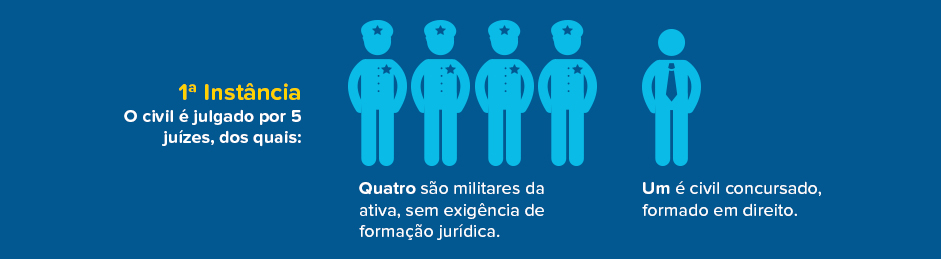 1ª Instância
O civil é julgado por 5
juízes, dos quais:
Quatro são militares da
ativa, sem exigência de
formação jurídica.
Um é civil concursado,
formado em direito.